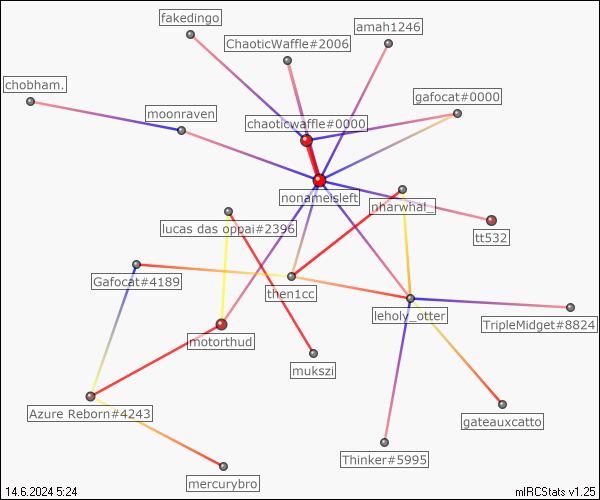 fakedingo
amah1246
ChaoticWaffle#2006
chobham.
gafocat#0000
moonraven
chaoticwaffle#0000
nonameisleft
nharwhal_
lucas das oppai#2396
tt532
Gafocat#4189
then1cc
leholy_otter
TripleMidget#8824
motorthud
mukszi
Azure Reborn#4243
gateauxcatto
Thinker#5995
mercurybro
14.6.2024 5:24
mIRCStats v1.25